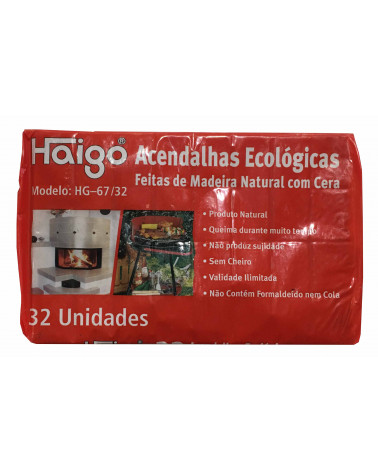 Haigo® Acendalhas Ecológicas
Feitas de Madeira Natural com Cera
Modelo: HG-67/32
• Produto Natural
• Queima durante muito tempo
• Não produz sujidade
• Sem Cheiro
• Validade Ilimitada
• Não Contém Formaldeído nem Cola
32 Unidades